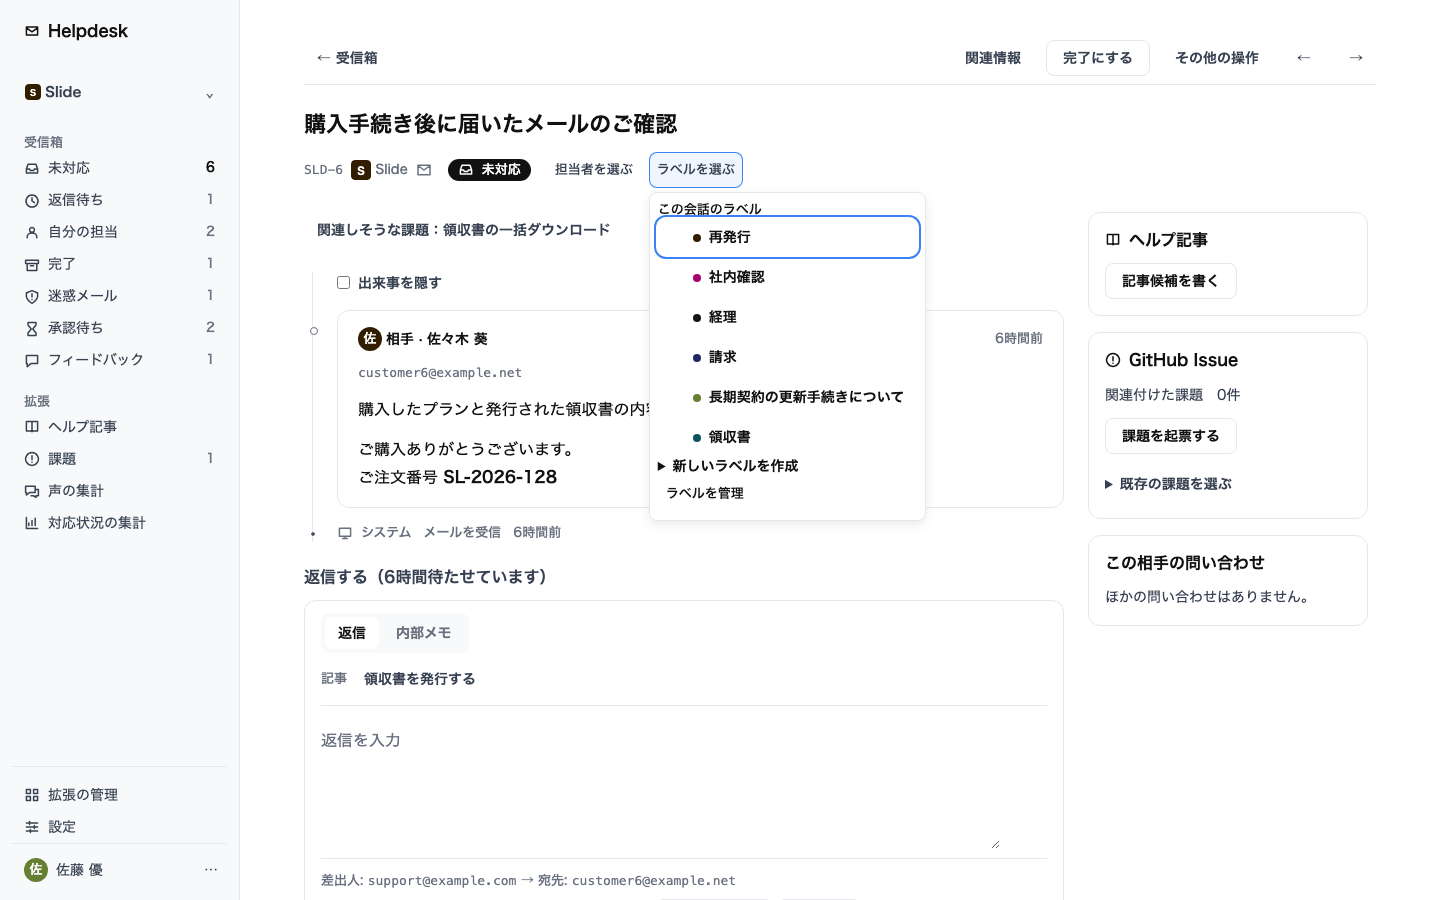 Helpdesk
S Slide
受信箱
未対応 6
返信待ち 1
自分の担当 2
完了 1
迷惑メール 1
承認待ち 2
フィードバック 1
拡張
ヘルプ記事
課題 1
声の集計
対応状況の集計
拡張の管理
設定
佐 佐藤 優 …
← 受信箱
関連情報 完了にする その他の操作 ← →
購入手続き後に届いたメールのご確認
SLD-6 S Slide 未対応 担当者を選ぶ ラベルを選ぶ
この会話のラベル
再発行
社内確認
経理
請求
長期契約の更新手続きについて
領収書
▶ 新しいラベルを作成
ラベルを管理
関連しそうな課題：領収書の一括ダウンロード
出来事を隠す
佐 相手 · 佐々木 葵 6時間前
customer6@example.net
購入したプランと発行された領収書の内
ご購入ありがとうございます。
ご注文番号 SL-2026-128
システム メールを受信 6時間前
返信する（6時間待たせています）
返信 内部メモ
記事 領収書を発行する
返信を入力
差出人: support@example.com → 宛先: customer6@example.net
ヘルプ記事
記事候補を書く
GitHub Issue
関連付けた課題 0件
課題を起票する
▶ 既存の課題を選ぶ
この相手の問い合わせ
ほかの問い合わせはありません。